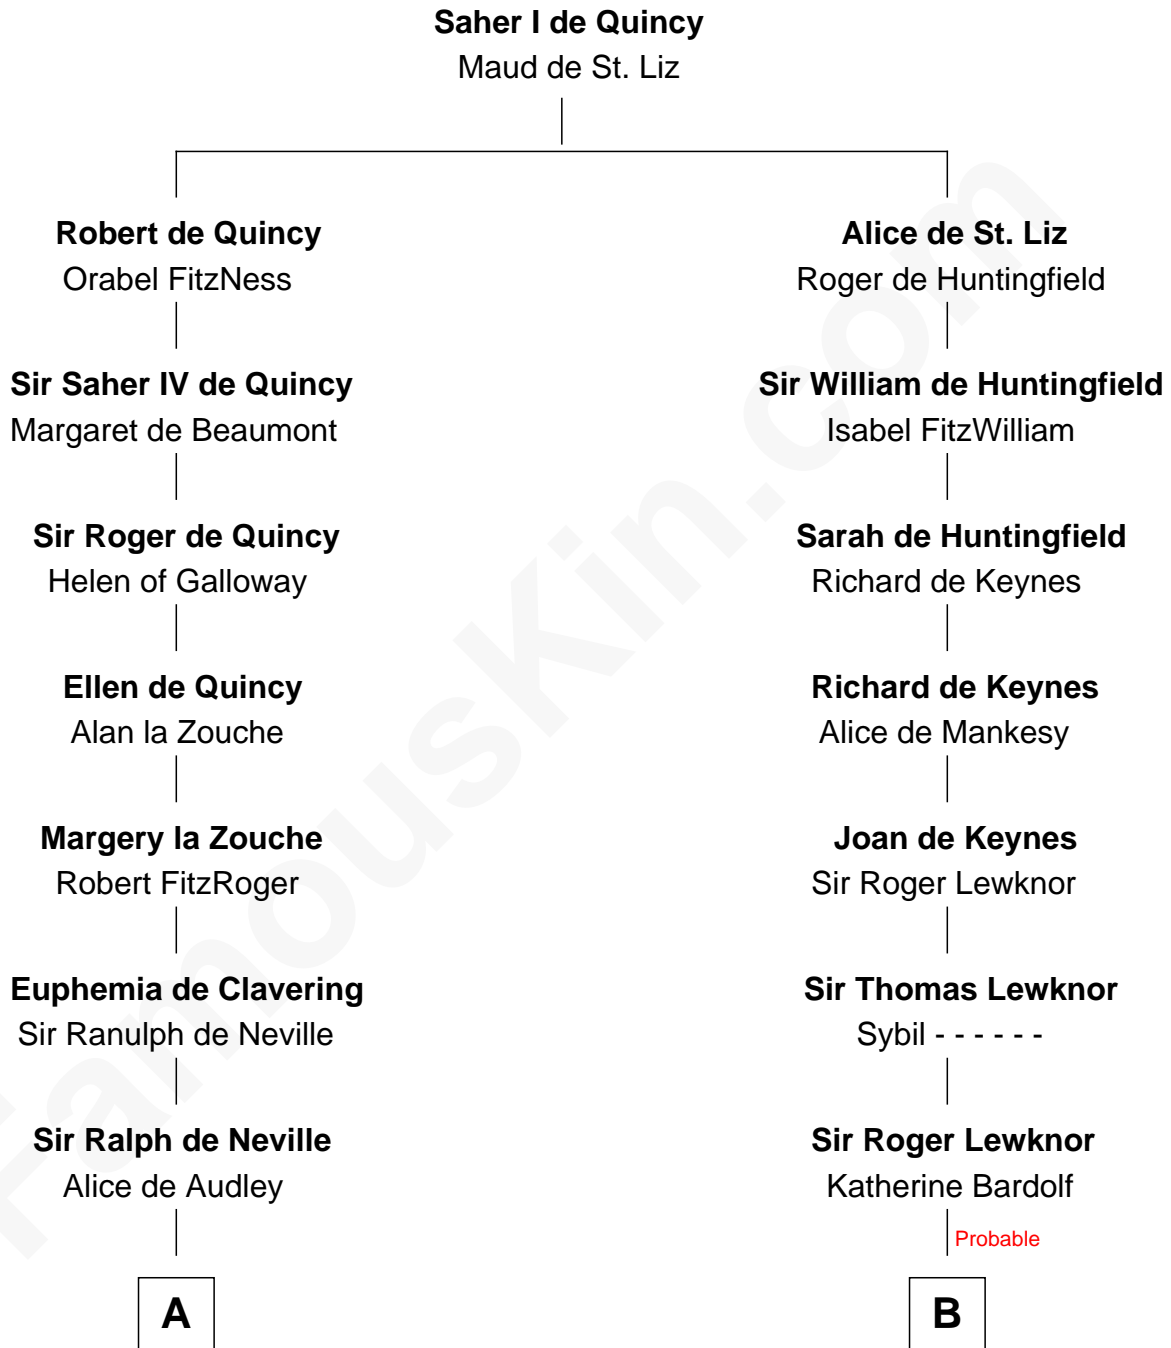 Saher I de Quincy
Maud de St. Liz
Robert de Quincy
Orabel FitzNess
Alice de St. Liz
Roger de Huntingfield
Sir Saher IV de Quincy
Margaret de Beaumont
Sir William de Huntingfield
Isabel FitzWilliam
Sir Roger de Quincy
Helen of Galloway
Sarah de Huntingfield
Richard de Keynes
Ellen de Quincy
Alan la Zouche
Richard de Keynes
Alice de Mankesy
Margery la Zouche
Robert FitzRoger
Joan de Keynes
Sir Roger Lewknor
Euphemia de Clavering
Sir Ranulph de Neville
Sir Thomas Lewknor
Sybil - - - - - -
Sir Ralph de Neville
Alice de Audley
Sir Roger Lewknor
Katherine Bardolf
Probable
A
B
FamousKin.com